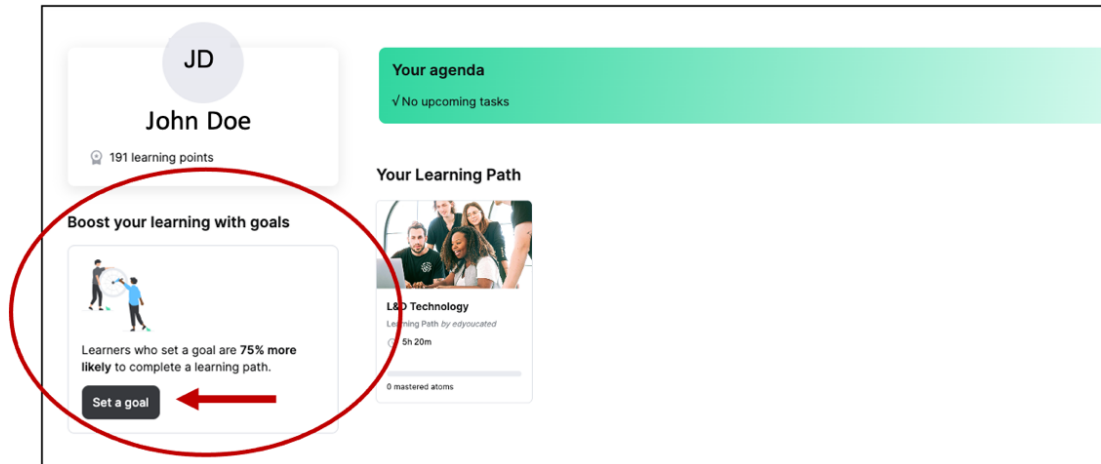 JD
John Doe
191 learning points
Boost your learning with goals
Learners who set a goal are 75% more
likely to complete a learning path.
Set a goal
Your agenda
√ No upcoming tasks
Your Learning Path
L&D Technology
Learning Path by edyoucated
5h 20m
0 mastered atoms